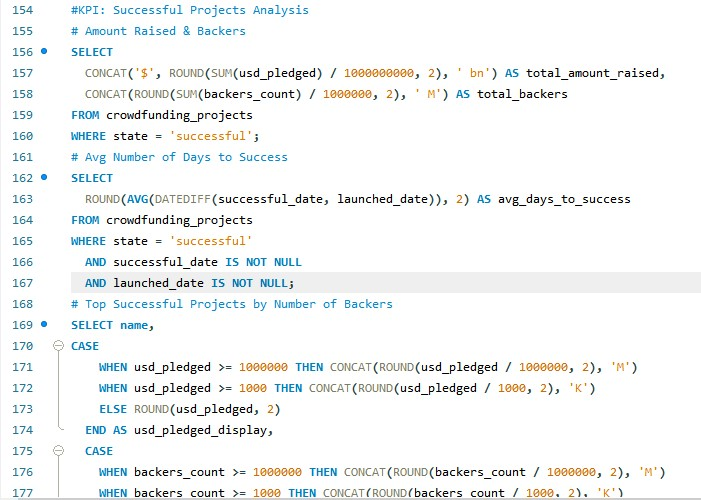 154 #KPI: Successful Projects Analysis
155 # Amount Raised & Backers
156 SELECT
157 CONCAT('$', ROUND(SUM(usd_pledged) / 1000000000, 2), ' bn') AS total_amount_raised,
158 CONCAT(ROUND(SUM(backers_count) / 1000000, 2), ' M') AS total_backers
159 FROM crowdfunding_projects
160 WHERE state = 'successful';
161 # Avg Number of Days to Success
162 SELECT
163 ROUND(AVG(DATEDIFF(successful_date, launched_date)), 2) AS avg_days_to_success
164 FROM crowdfunding_projects
165 WHERE state = 'successful'
166 AND successful_date IS NOT NULL
167 AND launched_date IS NOT NULL;
168 # Top Successful Projects by Number of Backers
169 SELECT name,
170 CASE
171 WHEN usd_pledged >= 1000000 THEN CONCAT(ROUND(usd_pledged / 1000000, 2), 'M')
172 WHEN usd_pledged >= 1000 THEN CONCAT(ROUND(usd_pledged / 1000, 2), 'K')
173 ELSE ROUND(usd_pledged, 2)
174 END AS usd_pledged_display,
175 CASE
176 WHEN backers_count >= 1000000 THEN CONCAT(ROUND(backers_count / 1000000, 2), 'M')
177 WHEN backers_count >= 1000 THEN CONCAT(ROUND(backers_count / 1000, 2), 'K')